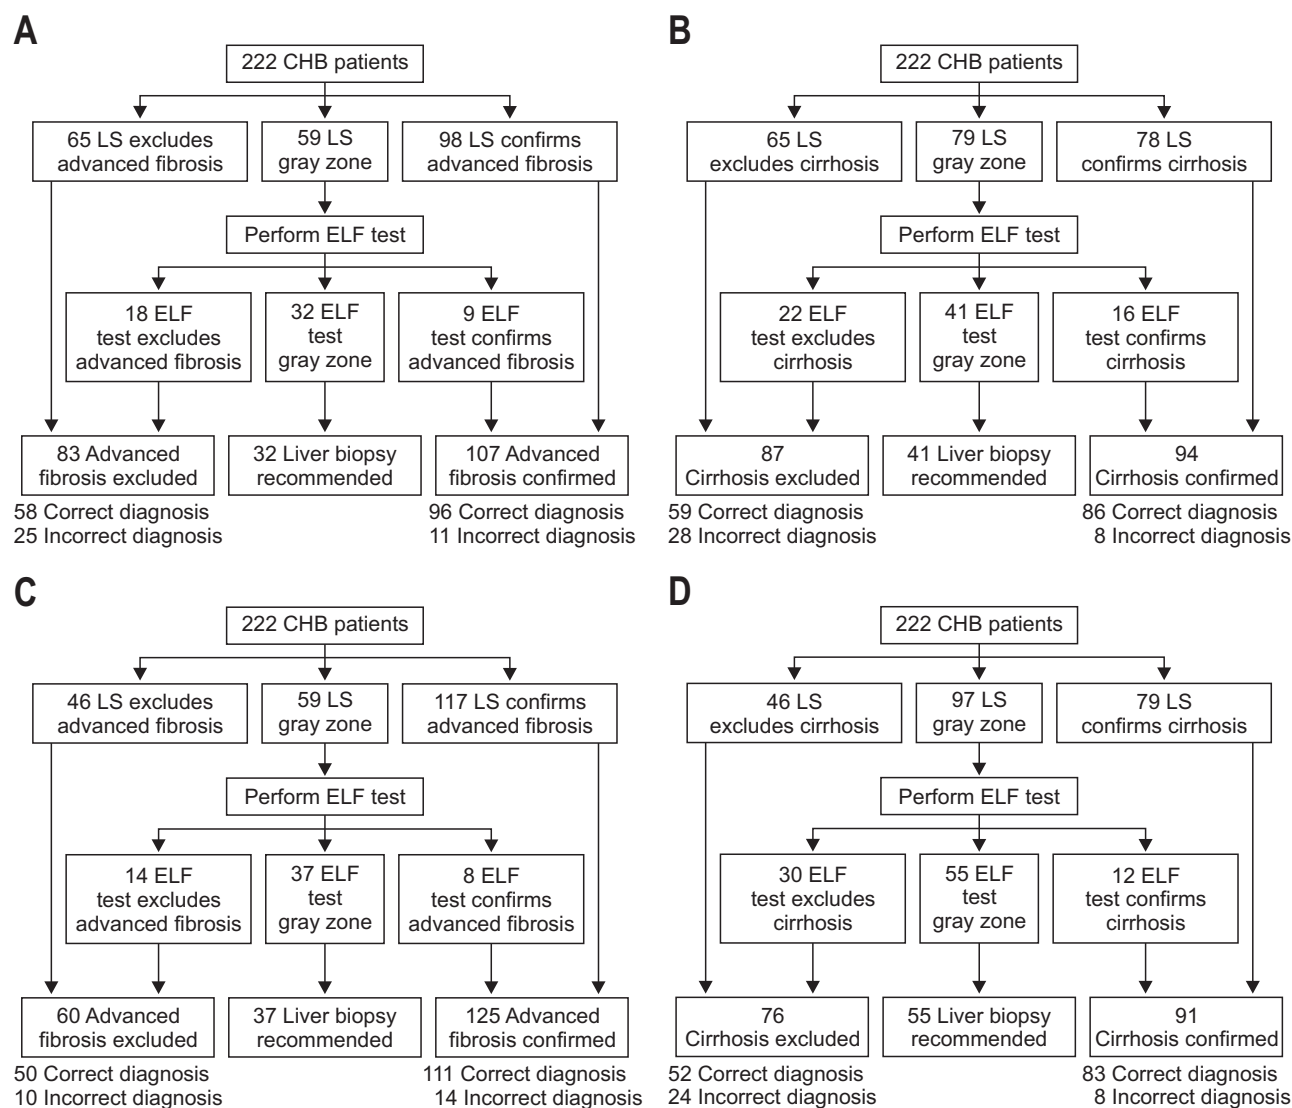 A
222 CHB patients
65 LS excludes
advanced fibrosis
59 LS
gray zone
98 LS confirms
advanced fibrosis
Perform ELF test
18 ELF
test excludes
advanced fibrosis
32 ELF
test
gray zone
9 ELF
test confirms
advanced fibrosis
83 Advanced
fibrosis excluded
32 Liver biopsy
recommended
107 Advanced
fibrosis confirmed
58 Correct diagnosis
25 Incorrect diagnosis
96 Correct diagnosis
11 Incorrect diagnosis
B
222 CHB patients
65 LS
excludes cirrhosis
79 LS
gray zone
78 LS
confirms cirrhosis
Perform ELF test
22 ELF
test excludes
cirrhosis
41 ELF
test
gray zone
16 ELF
test confirms
cirrhosis
87
Cirrhosis excluded
41 Liver biopsy
recommended
94
Cirrhosis confirmed
59 Correct diagnosis
28 Incorrect diagnosis
86 Correct diagnosis
8 Incorrect diagnosis
C
222 CHB patients
46 LS excludes
advanced fibrosis
59 LS
gray zone
117 LS confirms
advanced fibrosis
Perform ELF test
14 ELF
test excludes
advanced fibrosis
37 ELF
test
gray zone
8 ELF
test confirms
advanced fibrosis
60 Advanced
fibrosis excluded
37 Liver biopsy
recommended
125 Advanced
fibrosis confirmed
50 Correct diagnosis
10 Incorrect diagnosis
111 Correct diagnosis
14 Incorrect diagnosis
D
222 CHB patients
46 LS
excludes cirrhosis
97 LS
gray zone
79 LS
confirms cirrhosis
Perform ELF test
30 ELF
test excludes
cirrhosis
55 ELF
test
gray zone
12 ELF
test confirms
cirrhosis
76
Cirrhosis excluded
55 Liver biopsy
recommended
91
Cirrhosis confirmed
52 Correct diagnosis
24 Incorrect diagnosis
83 Correct diagnosis
8 Incorrect diagnosis